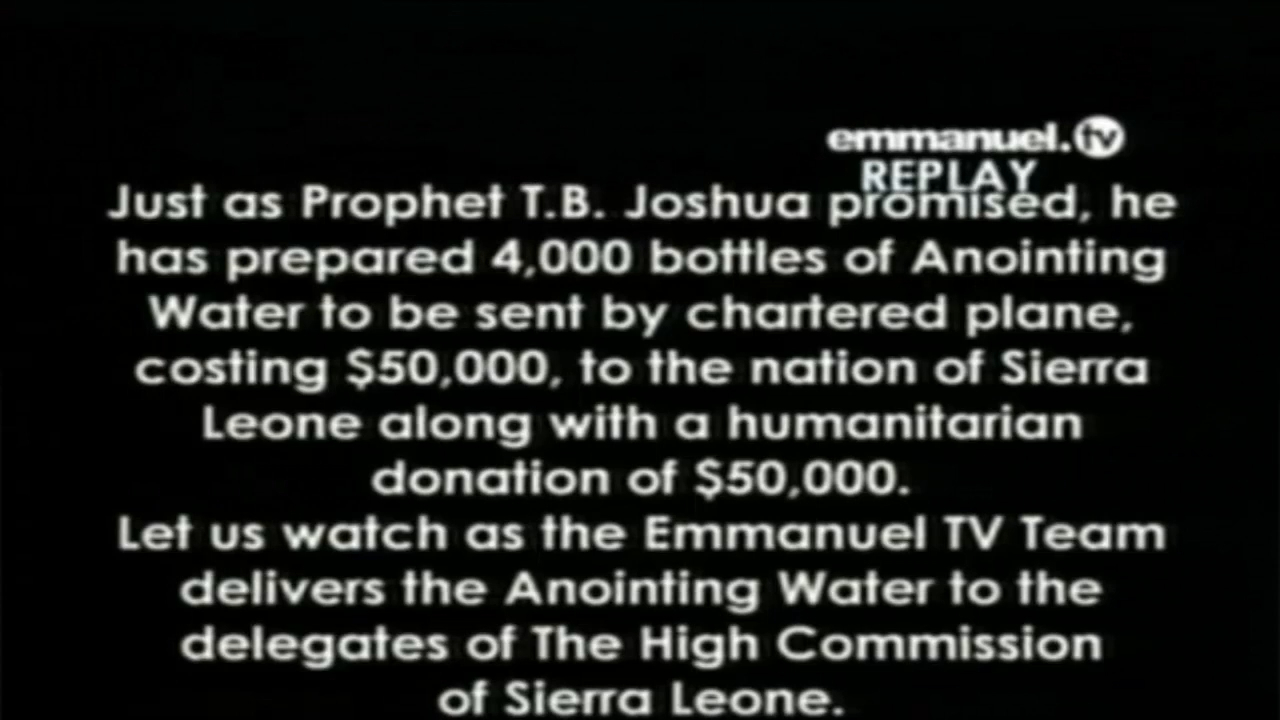 emmanuel.tv
REPLAY
Just as Prophet T.B. Joshua promised, he
has prepared 4,000 bottles of Anointing
Water to be sent by chartered plane,
costing $50,000, to the nation of Sierra
Leone along with a humanitarian
donation of $50,000.
Let us watch as the Emmanuel TV Team
delivers the Anointing Water to the
delegates of The High Commission
of Sierra Leone.